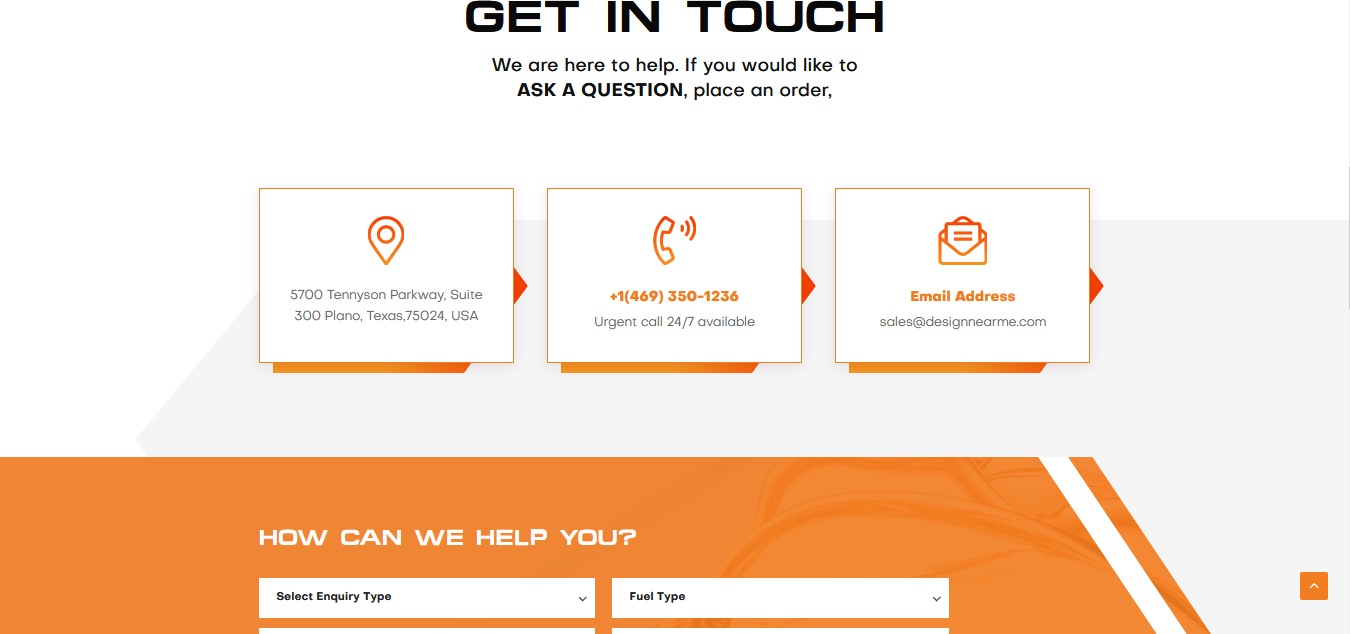 GET IN TOUCH
We are here to help. If you would like to
ASK A QUESTION, place an order,
5700 Tennyson Parkway, Suite
300 Plano, Texas,75024, USA
+1(469) 350-1236
Urgent call 24/7 available
Email Address
sales@designnearme.com
HOW CAN WE HELP YOU?
Select Enquiry Type
Fuel Type